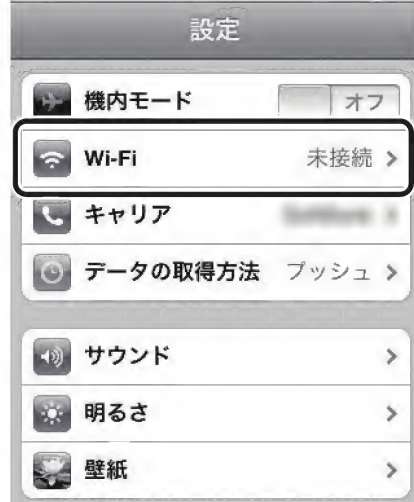 設定
機内モード オフ
Wi-Fi 未接続 >
キャリア
データの取得方法 プッシュ >
サウンド >
明るさ >
壁紙 >